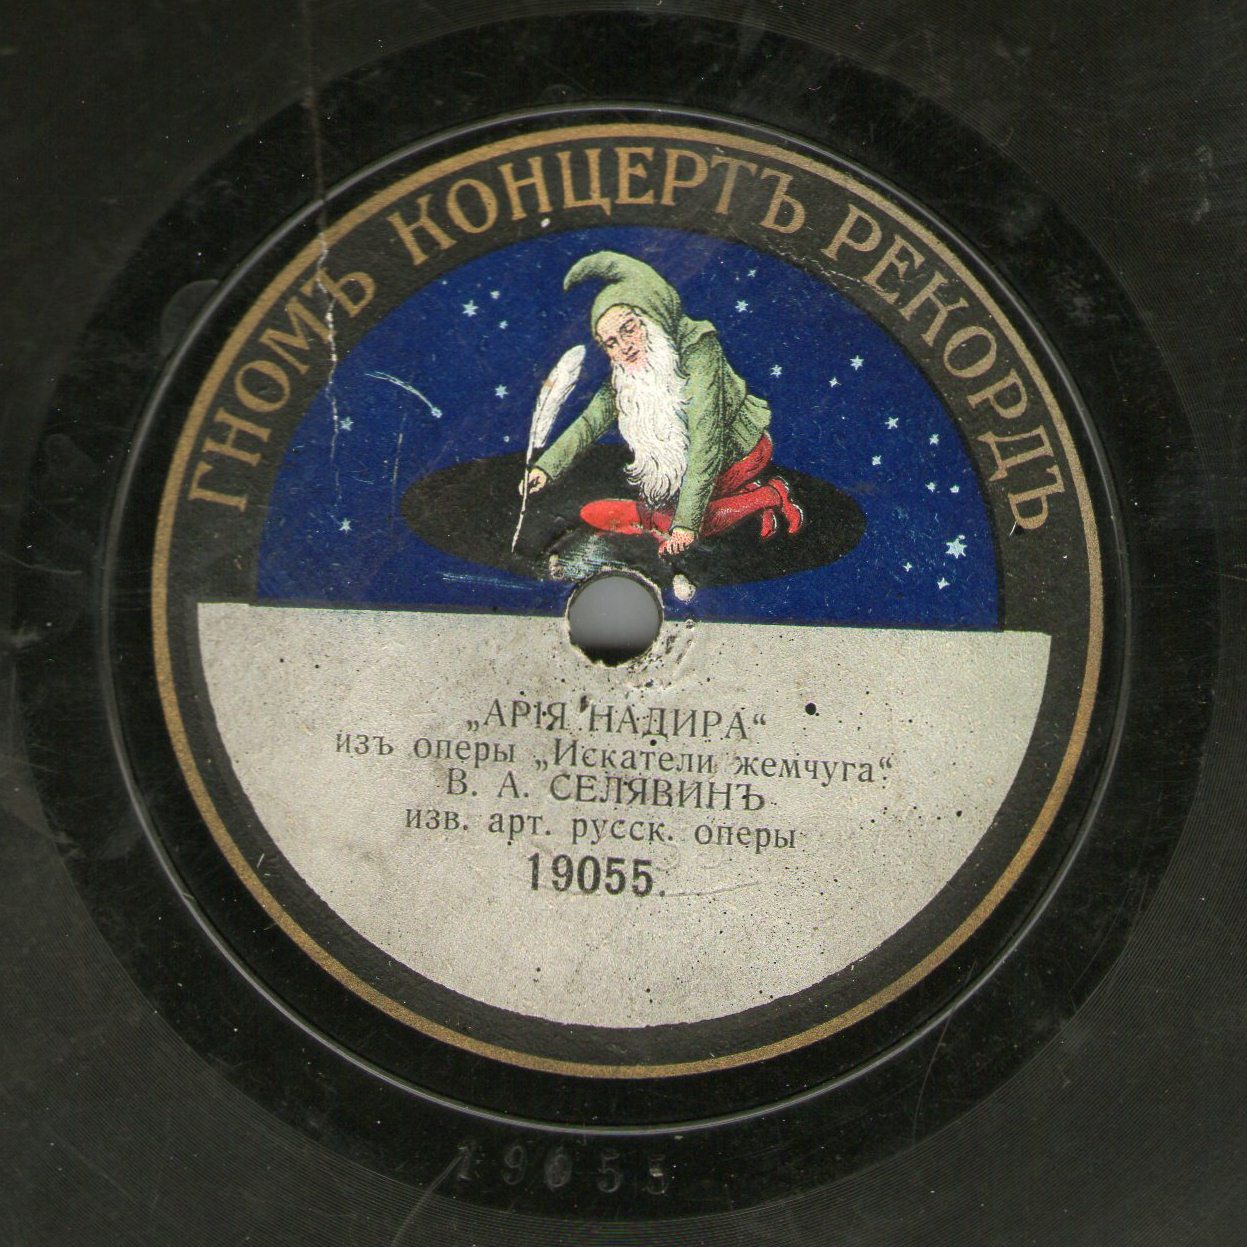 ГНОМЪ КОНЦЕРТЪ РЕКОРДЪ
„АРІЯ НАДИРА“
изъ оперы „Искатели жемчуга“.
В. А. СЕЛЯВИНЪ
изв. арт. русск. оперы
19055.
19055